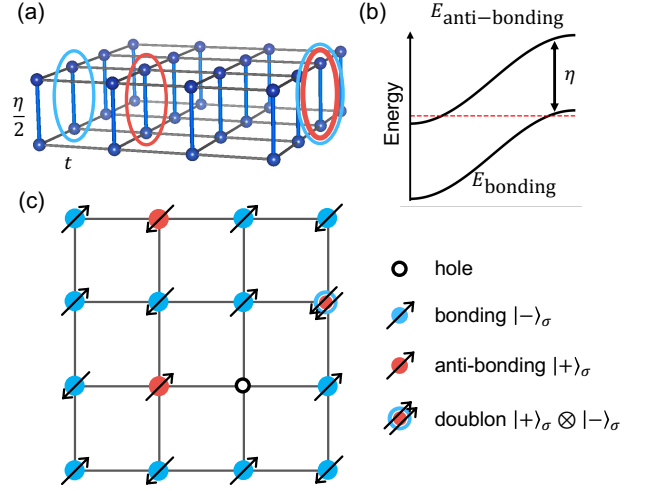 (a)
η/2
t
(b)
E_anti−bonding
Energy
η
E_bonding
(c)
hole
bonding |−⟩_σ
anti-bonding |+⟩_σ
doublon |+⟩_σ ⊗ |−⟩_σ